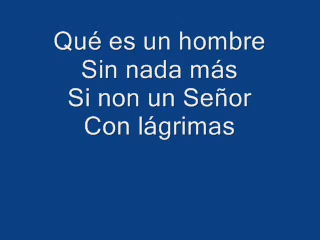 Qué es un hombre
Sin nada más
Si non un Señor
Con lágrimas